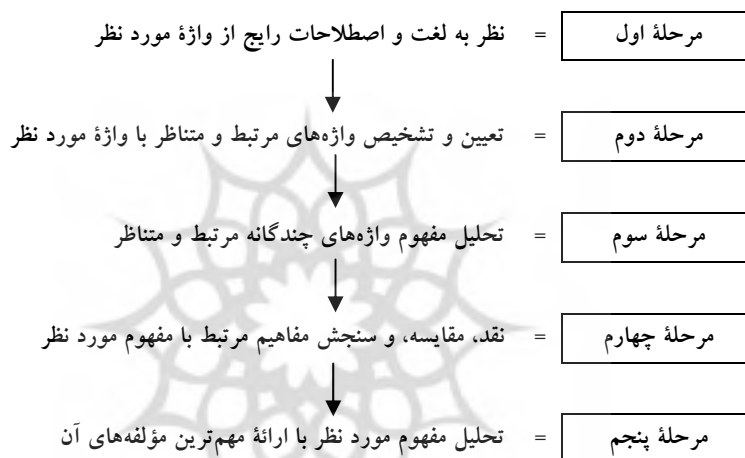 مرحلهٔ اول = نظر به لغت و اصطلاحات رایج از واژهٔ مورد نظر
مرحلهٔ دوم = تعیین و تشخیص واژه‌های مرتبط و متناظر با واژهٔ مورد نظر
مرحلهٔ سوم = تحلیل مفهوم واژه‌های چندگانه مرتبط و متناظر
مرحلهٔ چهارم = نقد، مقایسه، و سنجش مفاهیم مرتبط با مفهوم مورد نظر
مرحلهٔ پنجم = تحلیل مفهوم مورد نظر با ارائهٔ مهم‌ترین مؤلفه‌های آن